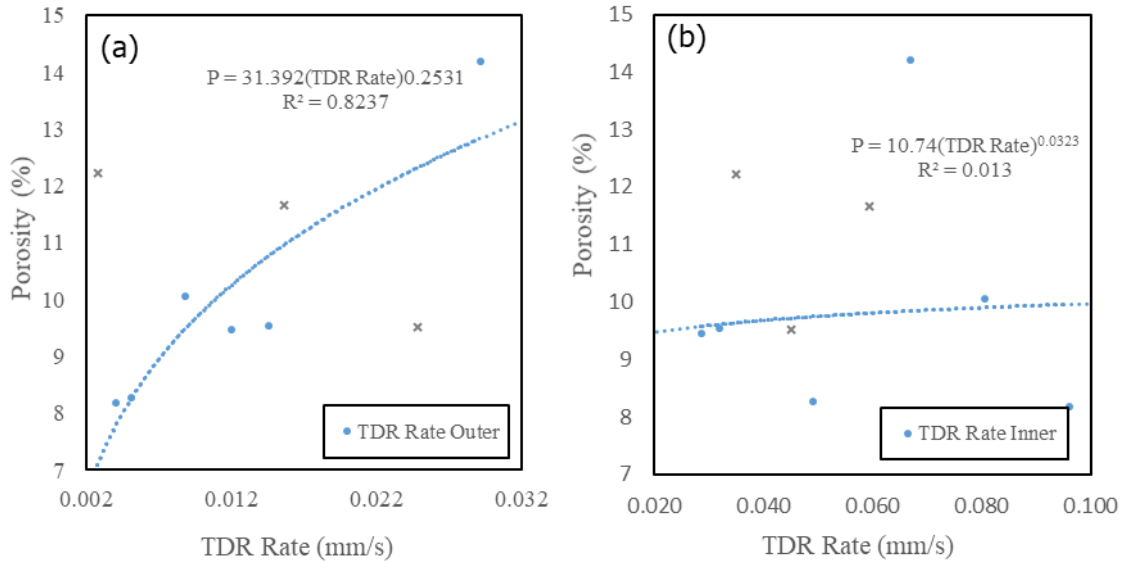 (a)
P = 31.392(TDR Rate)0.2531
R² = 0.8237
Porosity (%)
15
14
13
12
11
10
9
8
7
TDR Rate Outer
0.002 0.012 0.022 0.032
TDR Rate (mm/s)
(b)
P = 10.74(TDR Rate)^0.0323
R² = 0.013
Porosity (%)
15
14
13
12
11
10
9
8
7
TDR Rate Inner
0.020 0.040 0.060 0.080 0.100
TDR Rate (mm/s)